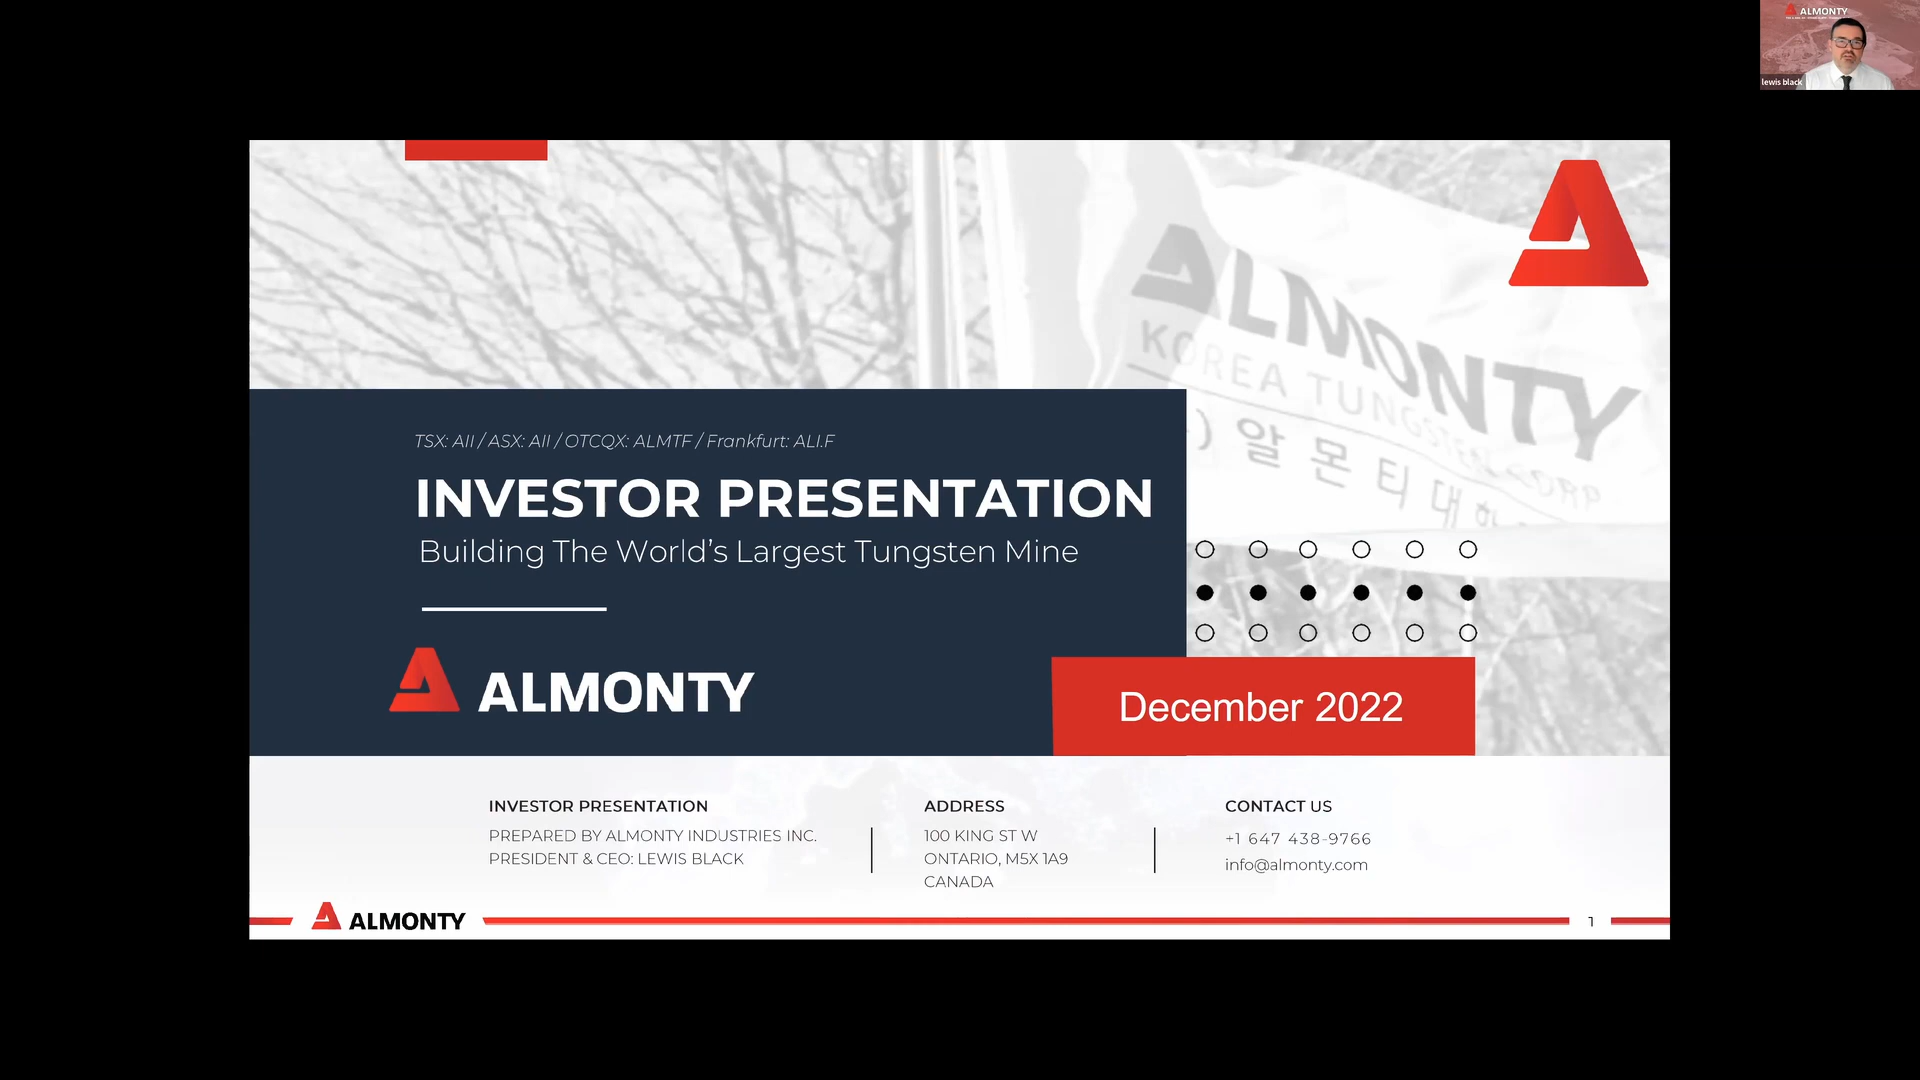 ALMONTY
lewis black
ALMONTY
KOREA TUNGSTEN CORP
) 알몬티대한
TSX: AII / ASX: AII / OTCQX: ALMTF / Frankfurt: ALI.F
INVESTOR PRESENTATION
Building The World's Largest Tungsten Mine
ALMONTY
December 2022
INVESTOR PRESENTATION
PREPARED BY ALMONTY INDUSTRIES INC.
PRESIDENT & CEO: LEWIS BLACK
ADDRESS
100 KING ST W
ONTARIO, M5X 1A9
CANADA
CONTACT US
+1 647 438-9766
info@almonty.com
ALMONTY
1